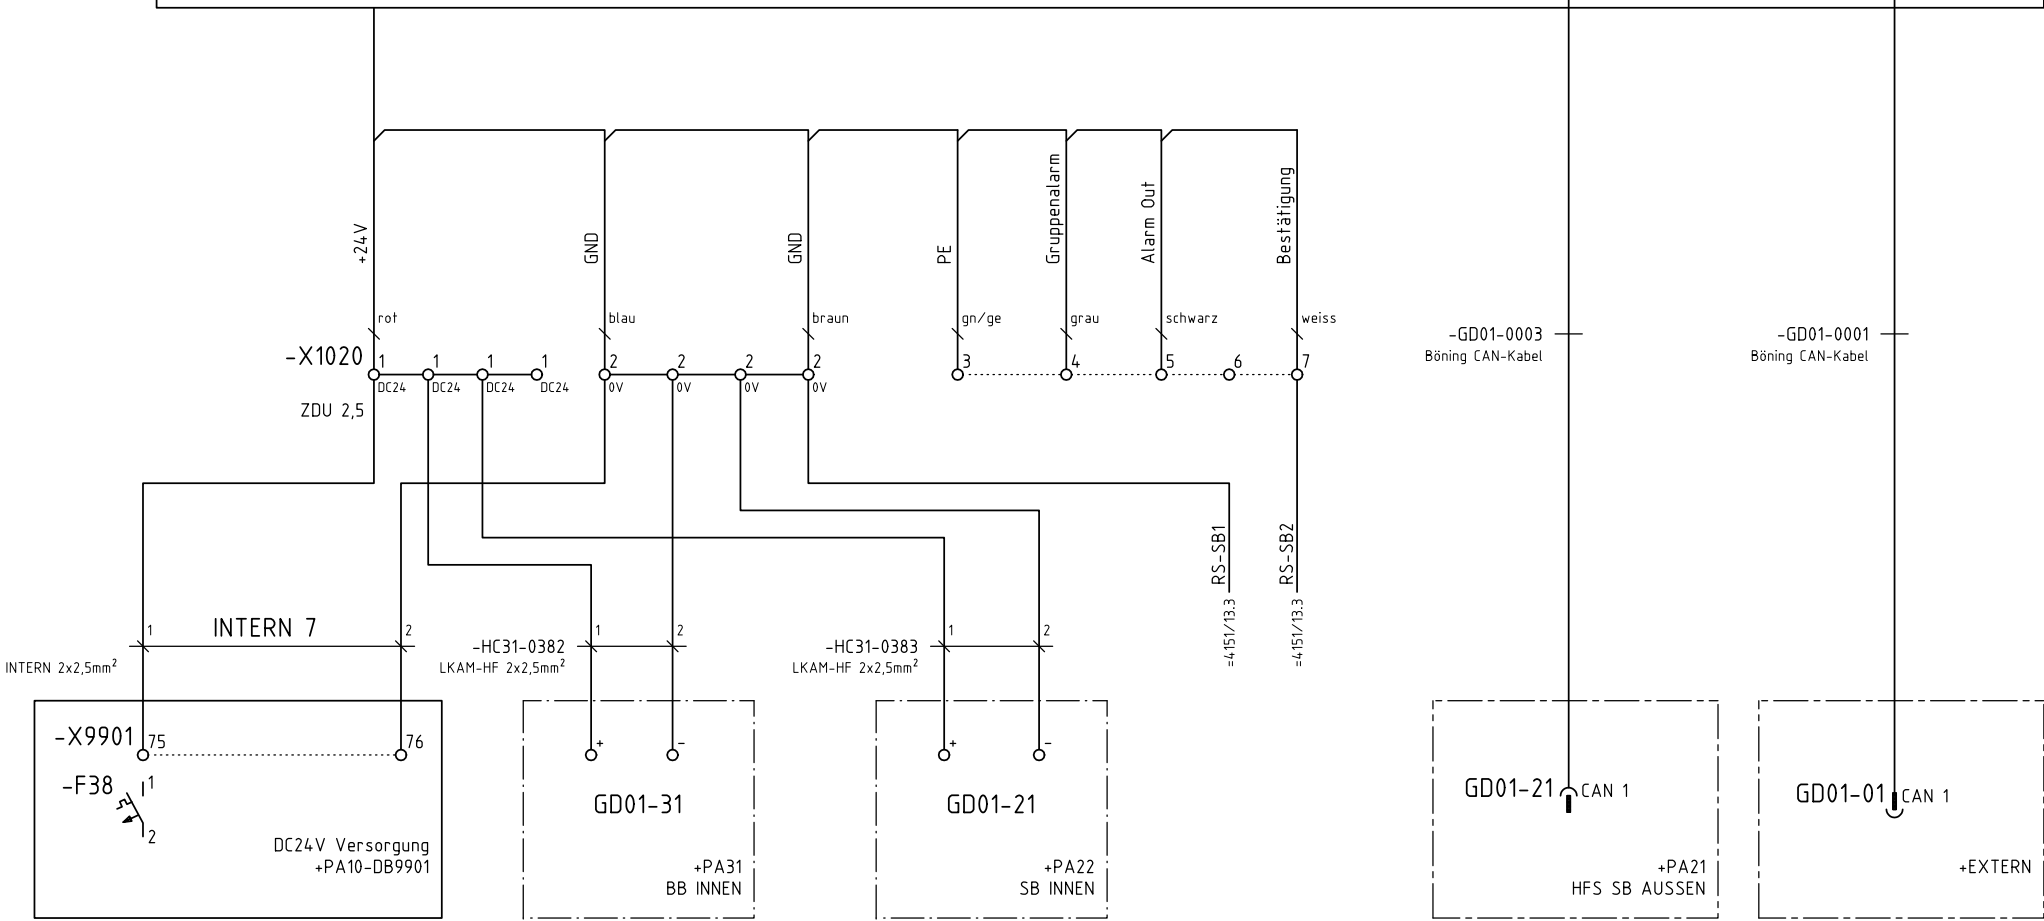 +24V
GND
GND
PE
Gruppenalarm
Alarm Out
Bestätigung
rot
blau
braun
gn/ge
grau
schwarz
weiss
-X1020
1
1
1
1
2
2
2
2
3
4
5
6
7
DC24
DC24
DC24
DC24
0V
0V
0V
0V
ZDU 2,5
-GD01-0003
Böning CAN-Kabel
-GD01-0001
Böning CAN-Kabel
RS-SB1
=4151/13.3
RS-SB2
=4151/13.3
1
INTERN 7
2
INTERN 2x2,5mm²
-HC31-0382
1
2
LKAM-HF 2x2,5mm²
-HC31-0383
1
2
LKAM-HF 2x2,5mm²
-X9901
75
76
-F38
1
2
DC24V Versorgung
+PA10-DB9901
+
-
GD01-31
+PA31
BB INNEN
+
-
GD01-21
+PA22
SB INNEN
GD01-21
CAN 1
+PA21
HFS SB AUSSEN
GD01-01
CAN 1
+EXTERN